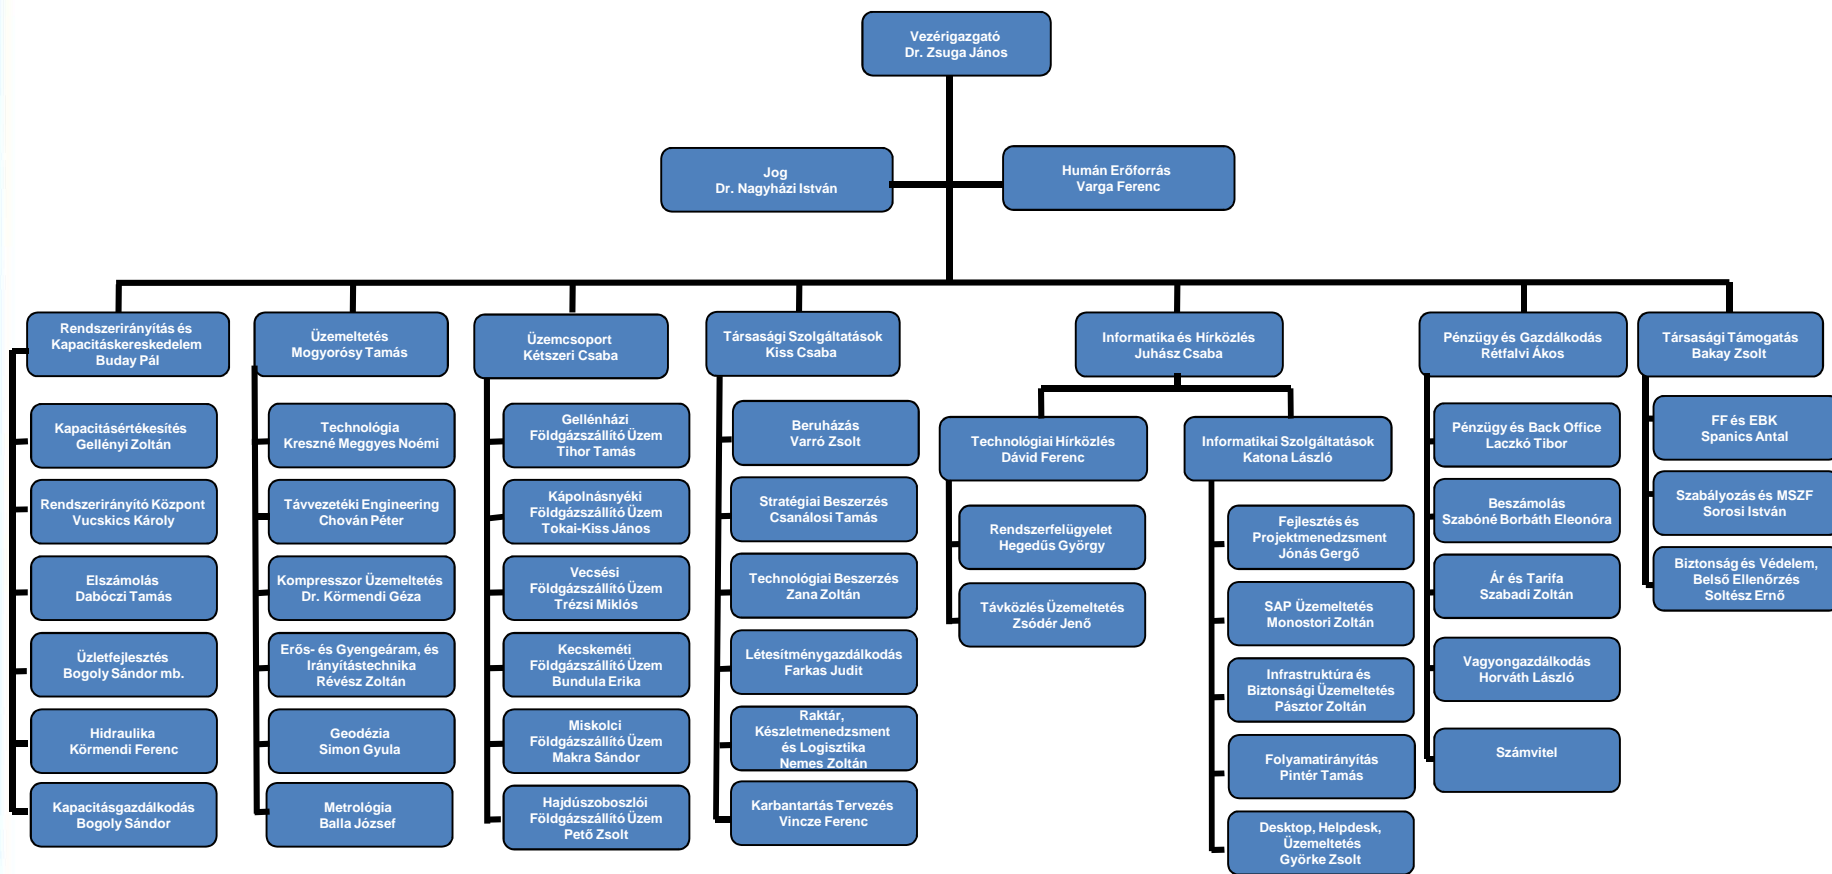 Vezérigazgató
Dr. Zsuga János
Jog
Dr. Nagyházi István
Humán Erőforrás
Varga Ferenc
Rendszerirányítás és
Kapacitáskereskedelem
Buday Pál
Kapacitásértékesítés
Gellényi Zoltán
Rendszerirányító Központ
Vucskics Károly
Elszámolás
Dabóczi Tamás
Üzletfejlesztés
Bogoly Sándor mb.
Hidraulika
Körmendi Ferenc
Kapacitásgazdálkodás
Bogoly Sándor
Üzemeltetés
Mogyorósy Tamás
Technológia
Kreszné Meggyes Noémi
Távvezetéki Engineering
Chován Péter
Kompresszor Üzemeltetés
Dr. Körmendi Géza
Erős- és Gyengeáram, és
Irányítástechnika
Révész Zoltán
Geodézia
Simon Gyula
Metrológia
Balla József
Üzemcsoport
Kétszeri Csaba
Gellénházi
Földgázszállító Üzem
Tihor Tamás
Kápolnásnyéki
Földgázszállító Üzem
Tokai-Kiss János
Vecsési
Földgázszállító Üzem
Trézsi Miklós
Kecskeméti
Földgázszállító Üzem
Bundula Erika
Miskolci
Földgázszállító Üzem
Makra Sándor
Hajdúszoboszlói
Földgázszállító Üzem
Pető Zsolt
Társasági Szolgáltatások
Kiss Csaba
Beruházás
Varró Zsolt
Stratégiai Beszerzés
Csanálosi Tamás
Technológiai Beszerzés
Zana Zoltán
Létesítménygazdálkodás
Farkas Judit
Raktár,
Készletmenedzsment
és Logisztika
Nemes Zoltán
Karbantartás Tervezés
Vincze Ferenc
Informatika és Hírközlés
Juhász Csaba
Technológiai Hírközlés
Dávid Ferenc
Rendszerfelügyelet
Hegedűs György
Távközlés Üzemeltetés
Zsódér Jenő
Informatikai Szolgáltatások
Katona László
Fejlesztés és
Projektmenedzsment
Jónás Gergő
SAP Üzemeltetés
Monostori Zoltán
Infrastruktúra és
Biztonsági Üzemeltetés
Pásztor Zoltán
Folyamatirányítás
Pintér Tamás
Desktop, Helpdesk,
Üzemeltetés
Györke Zsolt
Pénzügy és Gazdálkodás
Rétfalvi Ákos
Pénzügy és Back Office
Laczkó Tibor
Beszámolás
Szabóné Borbáth Eleonóra
Ár és Tarifa
Szabadi Zoltán
Vagyongazdálkodás
Horváth László
Számvitel
Társasági Támogatás
Bakay Zsolt
FF és EBK
Spanics Antal
Szabályozás és MSZF
Sorosi István
Biztonság és Védelem,
Belső Ellenőrzés
Soltész Ernő